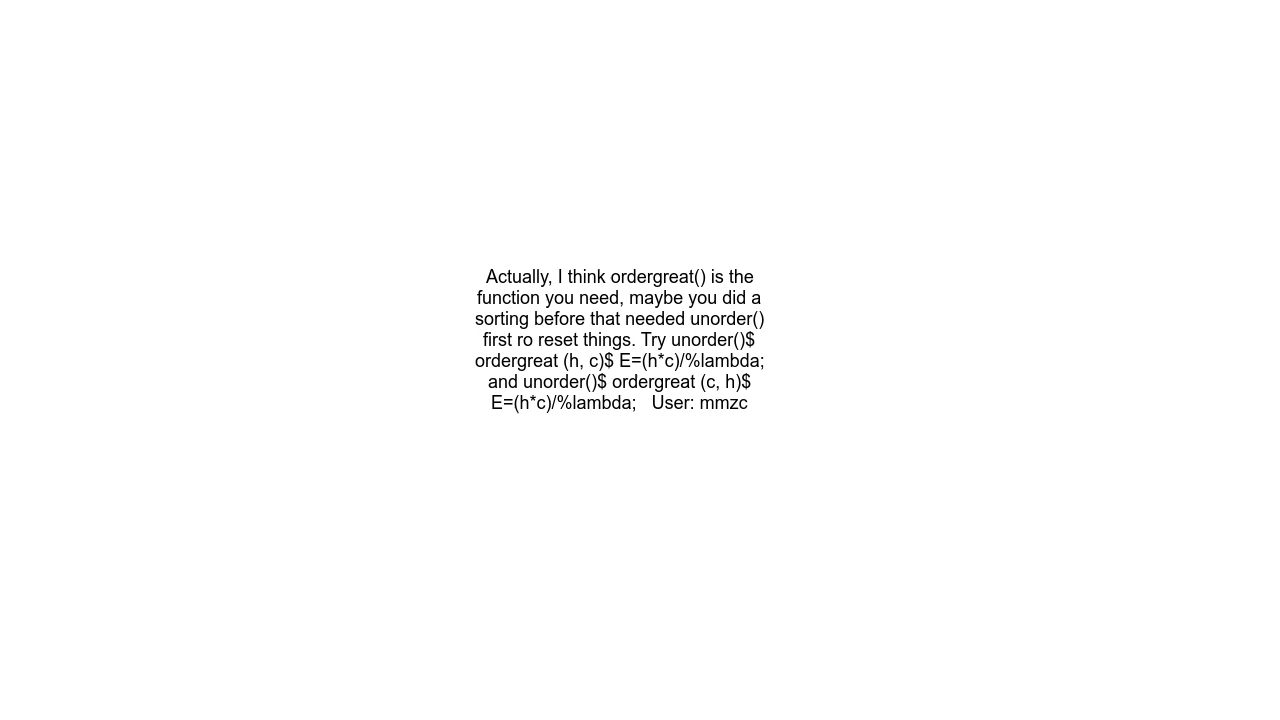 Actually, I think ordergreat() is the
function you need, maybe you did a
sorting before that needed unorder()
first ro reset things. Try unorder()$
ordergreat (h, c)$ E=(h*c)/%lambda;
and unorder()$ ordergreat (c, h)$
E=(h*c)/%lambda;   User: mmzc